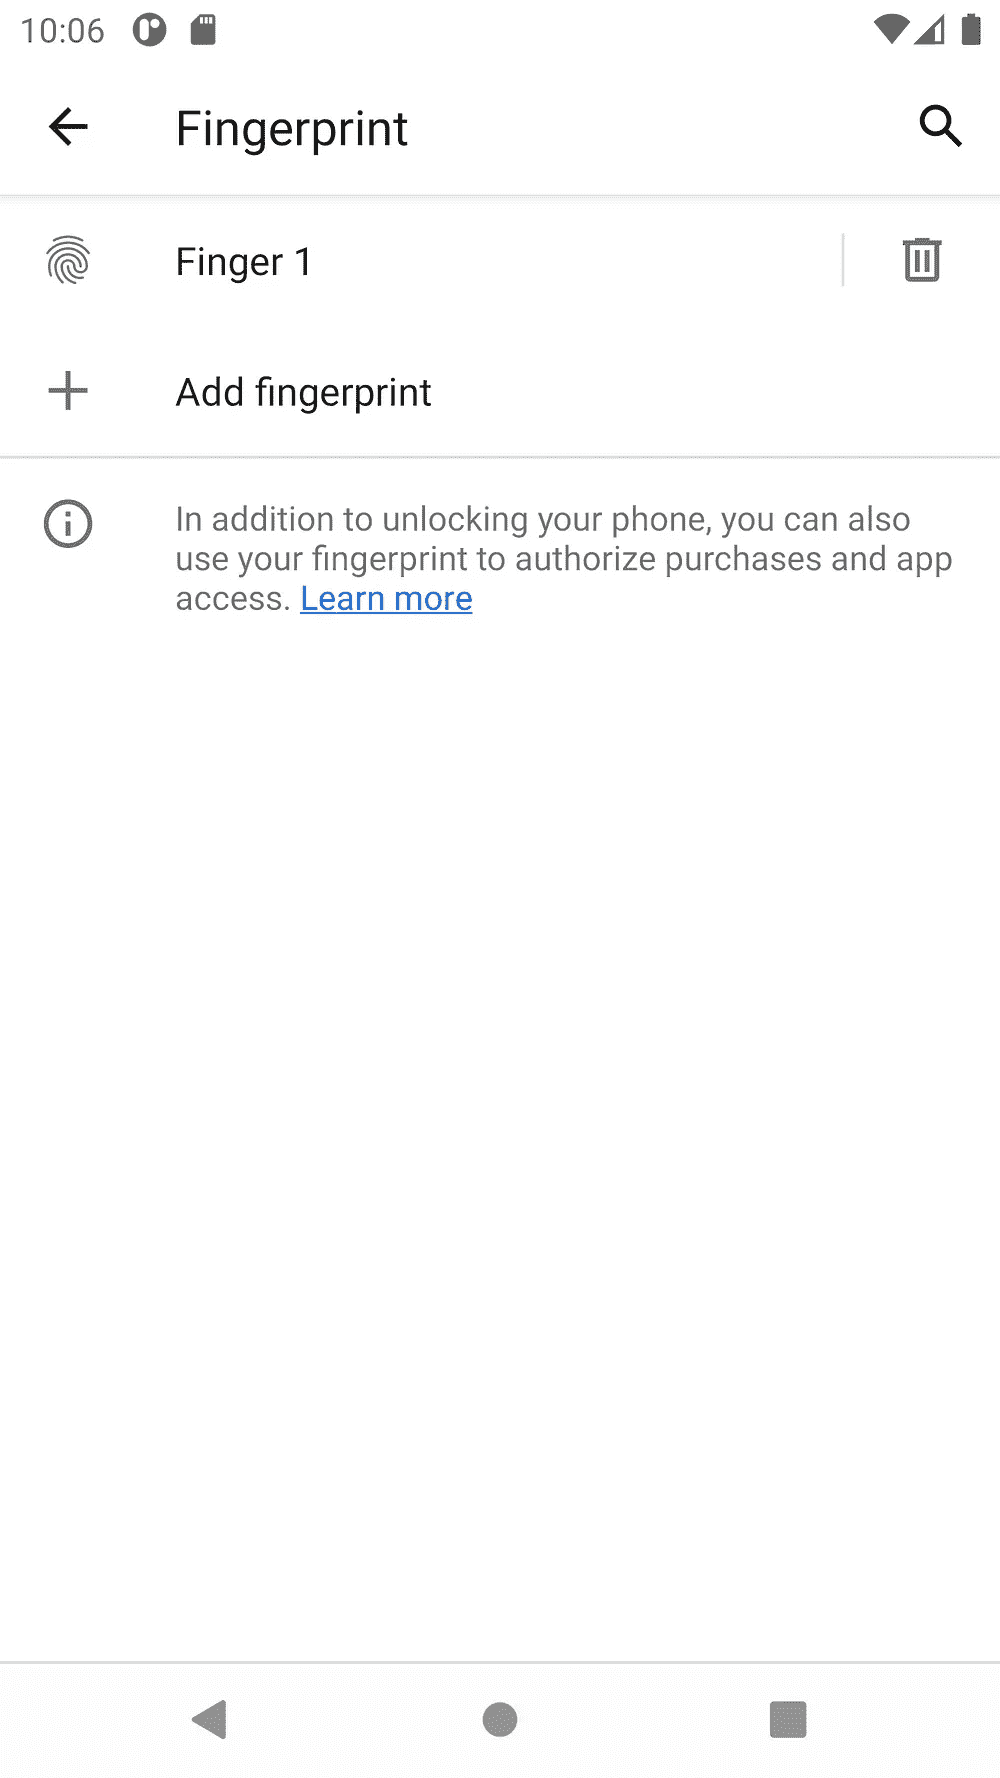 10:06
Fingerprint
Finger 1
Add fingerprint
In addition to unlocking your phone, you can also
use your fingerprint to authorize purchases and app
access. Learn more